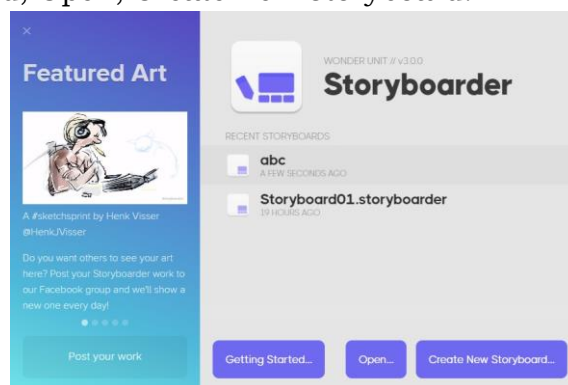 Open, Create New Storyboard.
×
Featured Art
A #sketchsprint by Henk Visser
@HenkJVisser
Do you want others to see your art
here? Post your Storyboarder work to
our Facebook group and we'll show a
new one every day!
Post your work
WONDER UNIT // v3.0.0
Storyboarder
RECENT STORYBOARDS
abc
A FEW SECONDS AGO
Storyboard01.storyboarder
19 HOURS AGO
Getting Started...
Open...
Create New Storyboard...